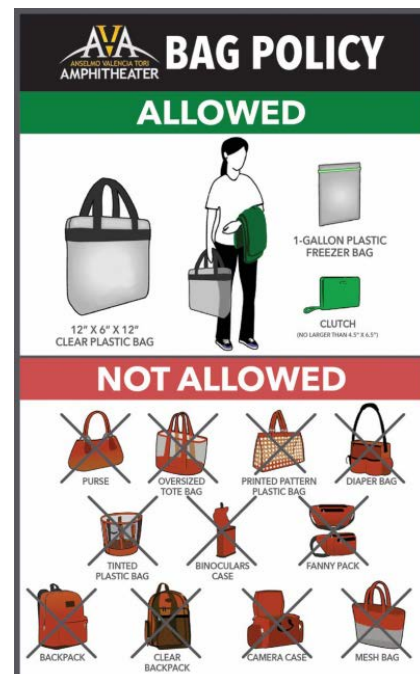 AVA
ANSELMO VALENCIA TORI
AMPHITHEATER
BAG POLICY
ALLOWED
12" X 6" X 12"
CLEAR PLASTIC BAG
1-GALLON PLASTIC
FREEZER BAG
CLUTCH
(NO LARGER THAN 4.5" X 6.5")
NOT ALLOWED
PURSE
OVERSIZED
TOTE BAG
PRINTED PATTERN
PLASTIC BAG
DIAPER BAG
TINTED
PLASTIC BAG
BINOCULARS
CASE
FANNY PACK
BACKPACK
CLEAR
BACKPACK
CAMERA CASE
MESH BAG